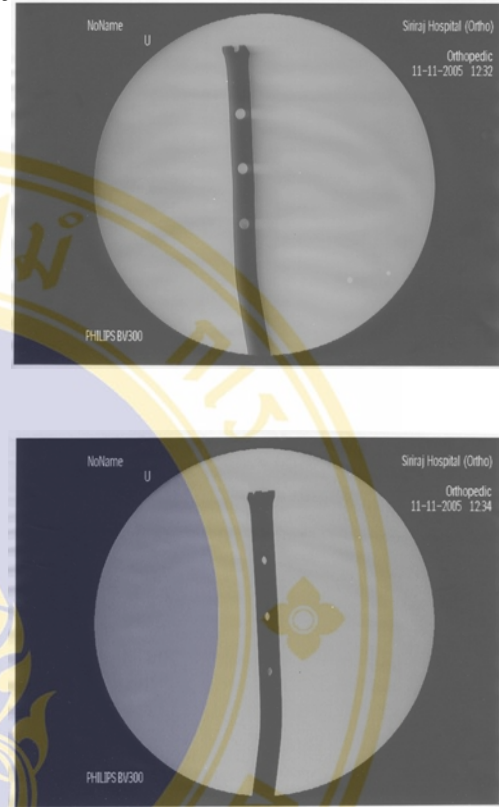 NoName
U
Siriraj Hospital (Ortho)
Orthopedic
11-11-2005 12:32
PHILIPS BV300
NoName
U
Siriraj Hospital (Ortho)
Orthopedic
11-11-2005 12:34
PHILIPS BV300